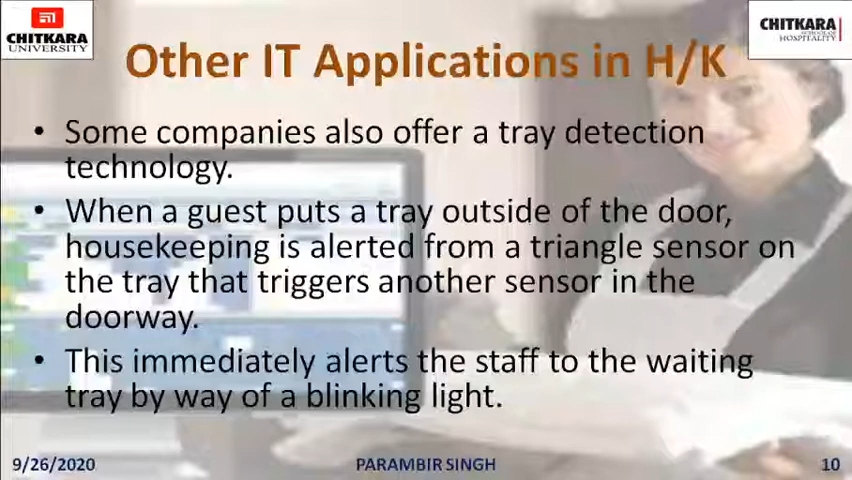 CHITKARA
UNIVERSITY
CHITKARA
SCHOOL OF
HOSPITALITY
Other IT Applications in H/K
• Some companies also offer a tray detection
technology.
• When a guest puts a tray outside of the door,
housekeeping is alerted from a triangle sensor on
the tray that triggers another sensor in the
doorway.
• This immediately alerts the staff to the waiting
tray by way of a blinking light.
9/26/2020
PARAMBIR SINGH
10